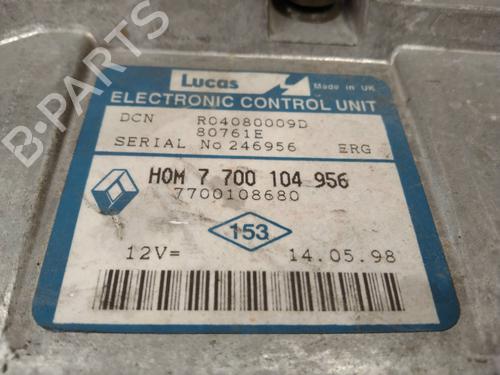 Lucas
Made in UK
ELECTRONIC CONTROL UNIT
DCN R04080009D
80761E
SERIAL No 246956 ERG
HOM 7 700 104 956
7700108680
153
12V= 14.05.98
B-PARTS